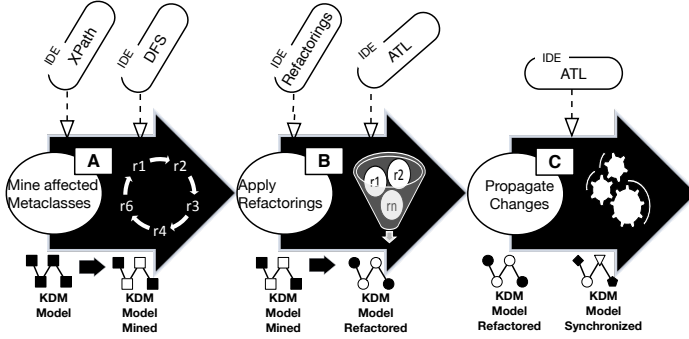 IDE
XPath
IDE
DFS
IDE
Refactorings
IDE
ATL
IDE
ATL
A
B
C
Mine affected
Metaclasses
r1
r2
r3
r4
r6
Apply
Refactorings
r1
r2
rn
Propagate
Changes
KDM
Model
KDM
Model
Mined
KDM
Model
Mined
KDM
Model
Refactored
KDM
Model
Refactored
KDM
Model
Synchronized